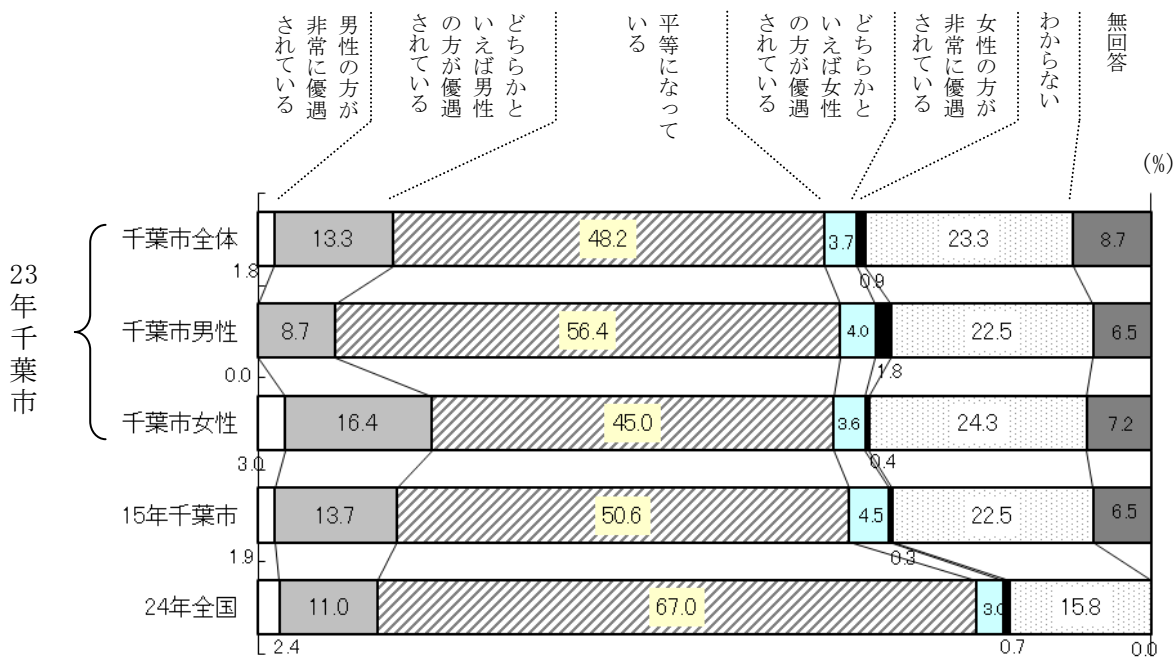 男性の方が
非常に優遇
されている
どちらかと
いえば男性
の方が優遇
されている
平等になって
いる
どちらかと
いえば女性
の方が優遇
されている
女性の方が
非常に優遇
されている
わからない
無回答
(%)
23年千葉市
千葉市全体
13.3
48.2
3.7
23.3
8.7
1.8
0.9
千葉市男性
8.7
56.4
4.0
22.5
6.5
0.0
1.8
千葉市女性
16.4
45.0
3.6
24.3
7.2
3.0
0.4
15年千葉市
13.7
50.6
4.5
22.5
6.5
1.9
0.3
24年全国
11.0
67.0
3.0
15.8
2.4
0.7
0.0